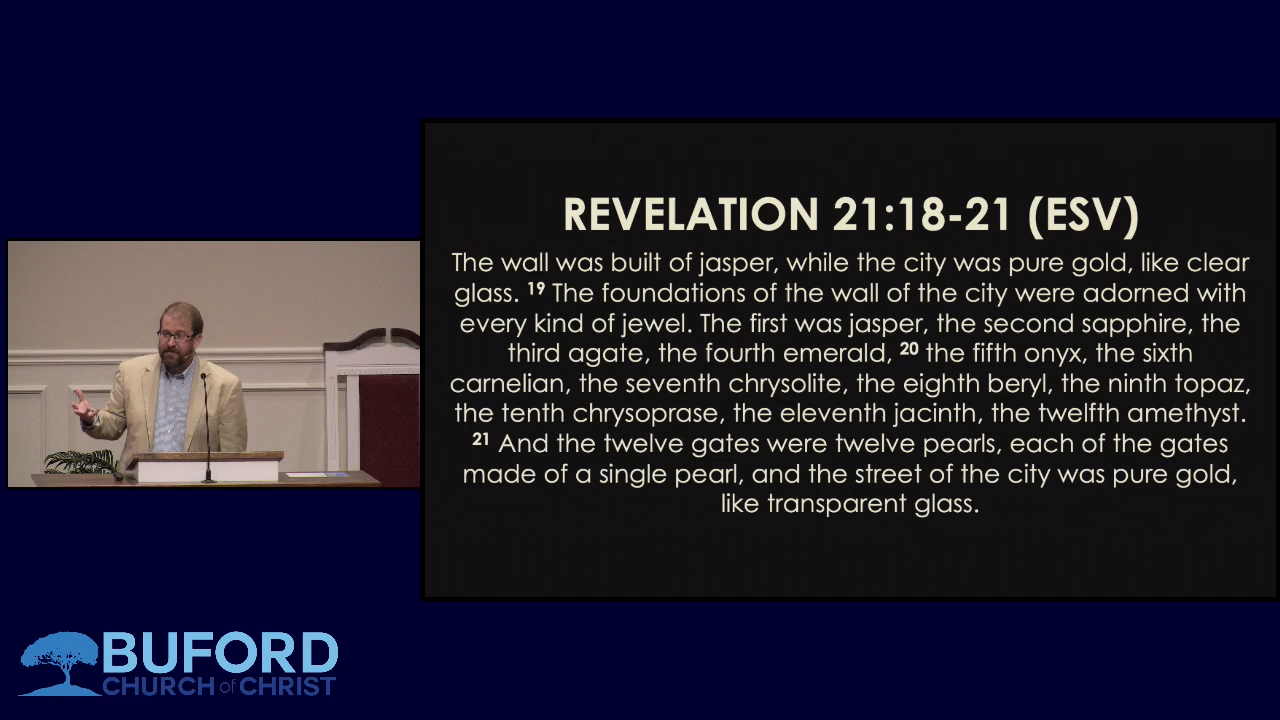 REVELATION 21:18-21 (ESV)
The wall was built of jasper, while the city was pure gold, like clear
glass. 19 The foundations of the wall of the city were adorned with
every kind of jewel. The first was jasper, the second sapphire, the
third agate, the fourth emerald, 20 the fifth onyx, the sixth
carnelian, the seventh chrysolite, the eighth beryl, the ninth topaz,
the tenth chrysoprase, the eleventh jacinth, the twelfth amethyst.
21 And the twelve gates were twelve pearls, each of the gates
made of a single pearl, and the street of the city was pure gold,
like transparent glass.
BUFORD
CHURCH of CHRIST